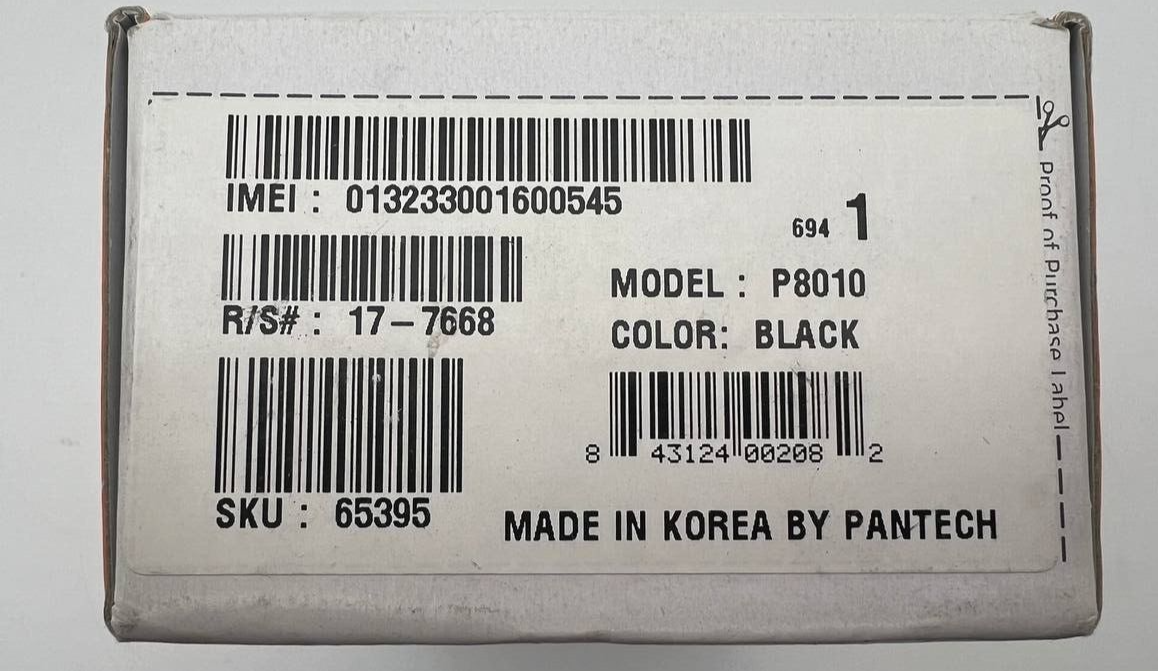 IMEI : 013233001600545
694 1
R/S# : 17-7668
MODEL : P8010
COLOR: BLACK
8 43124 00208 2
SKU : 65395
MADE IN KOREA BY PANTECH
Proof of Purchase Label